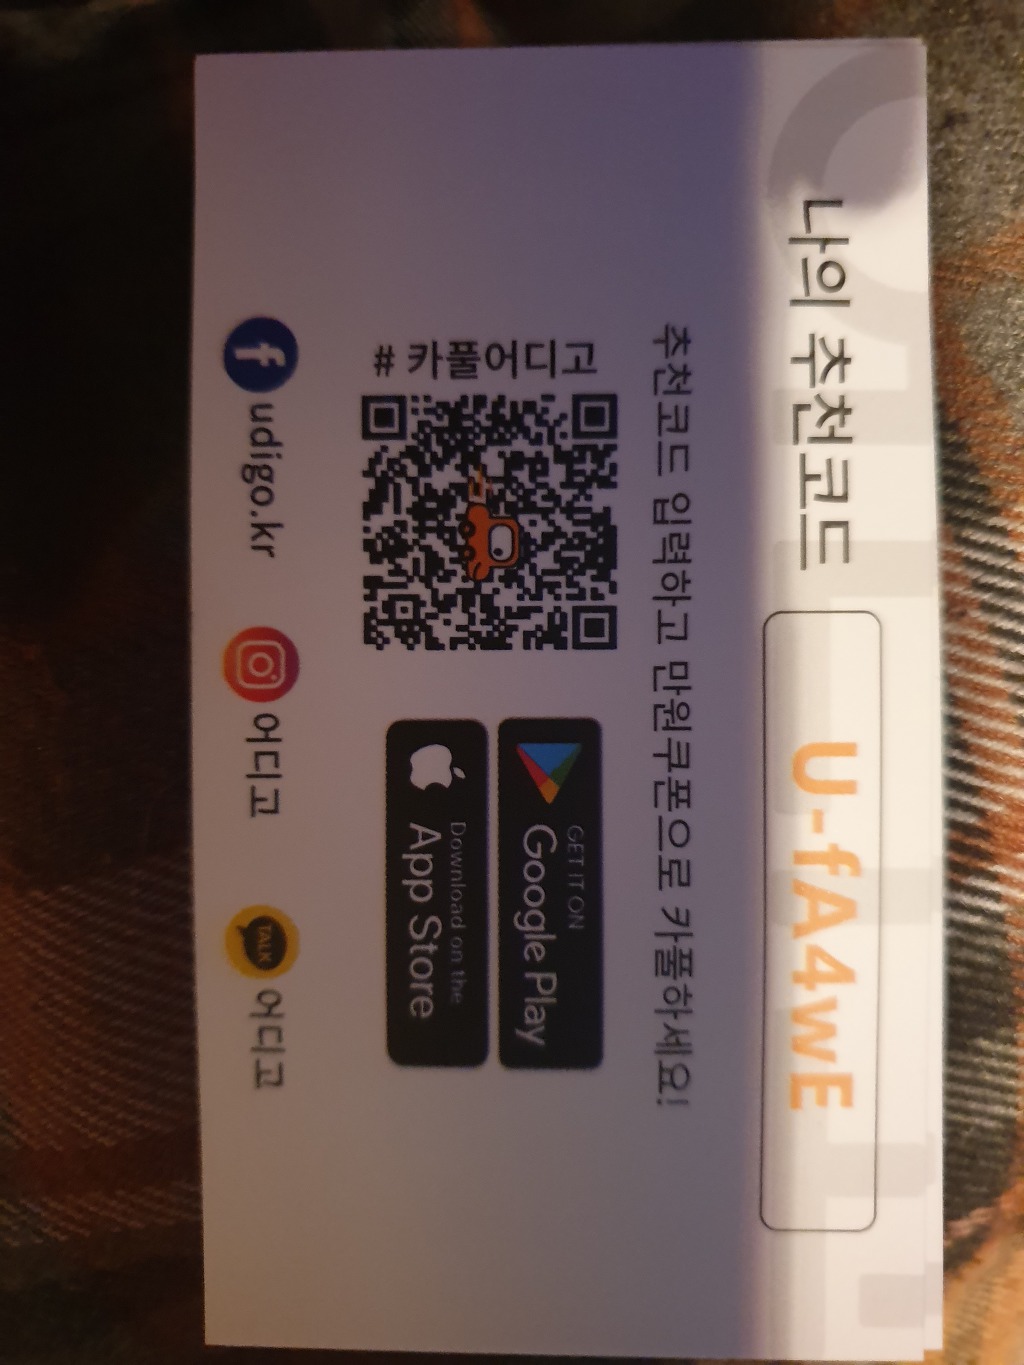 나의 추천코드 U-fA4wE
추천코드 입력하고 만원쿠폰으로 카풀하세요!
# 카풀어디고
GET IT ON
Google Play
Download on the
App Store
udigo.kr 어디고 TALK 어디고